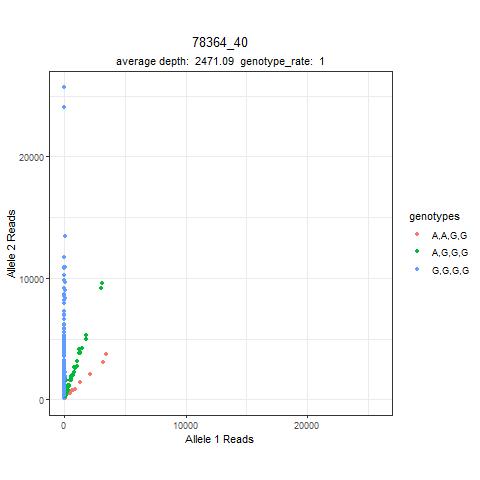 78364_40
average depth:  2471.09  genotype_rate:  1
20000
10000
0
Allele 2 Reads
0
10000
20000
Allele 1 Reads
genotypes
A,A,G,G
A,G,G,G
G,G,G,G